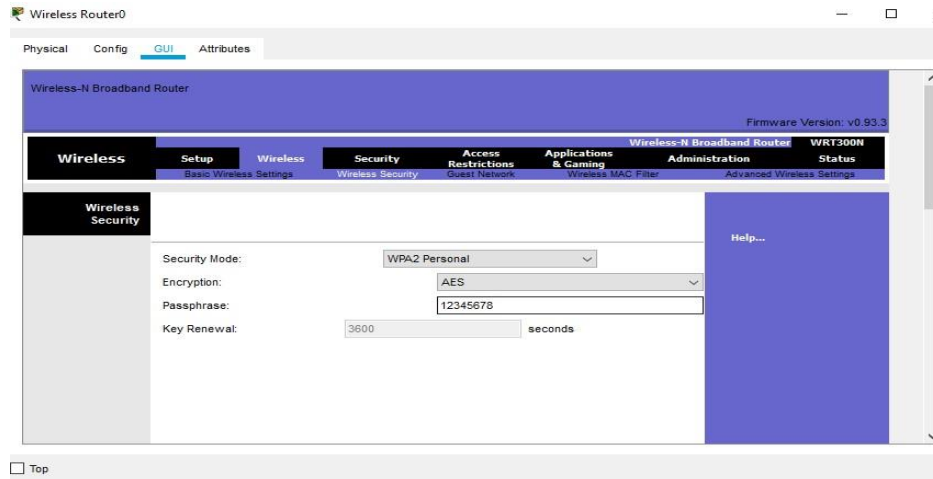 Wireless Router0
Physical Config GUI Attributes
Wireless-N Broadband Router
Firmware Version: v0.93.3
Wireless-N Broadband Router WRT300N
Wireless Setup Wireless Security Access Restrictions Applications & Gaming Administration Status
Basic Wireless Settings Wireless Security Guest Network Wireless MAC Filter Advanced Wireless Settings
Wireless
Security
Help...
Security Mode: WPA2 Personal
Encryption: AES
Passphrase: 12345678
Key Renewal: 3600 seconds
Top